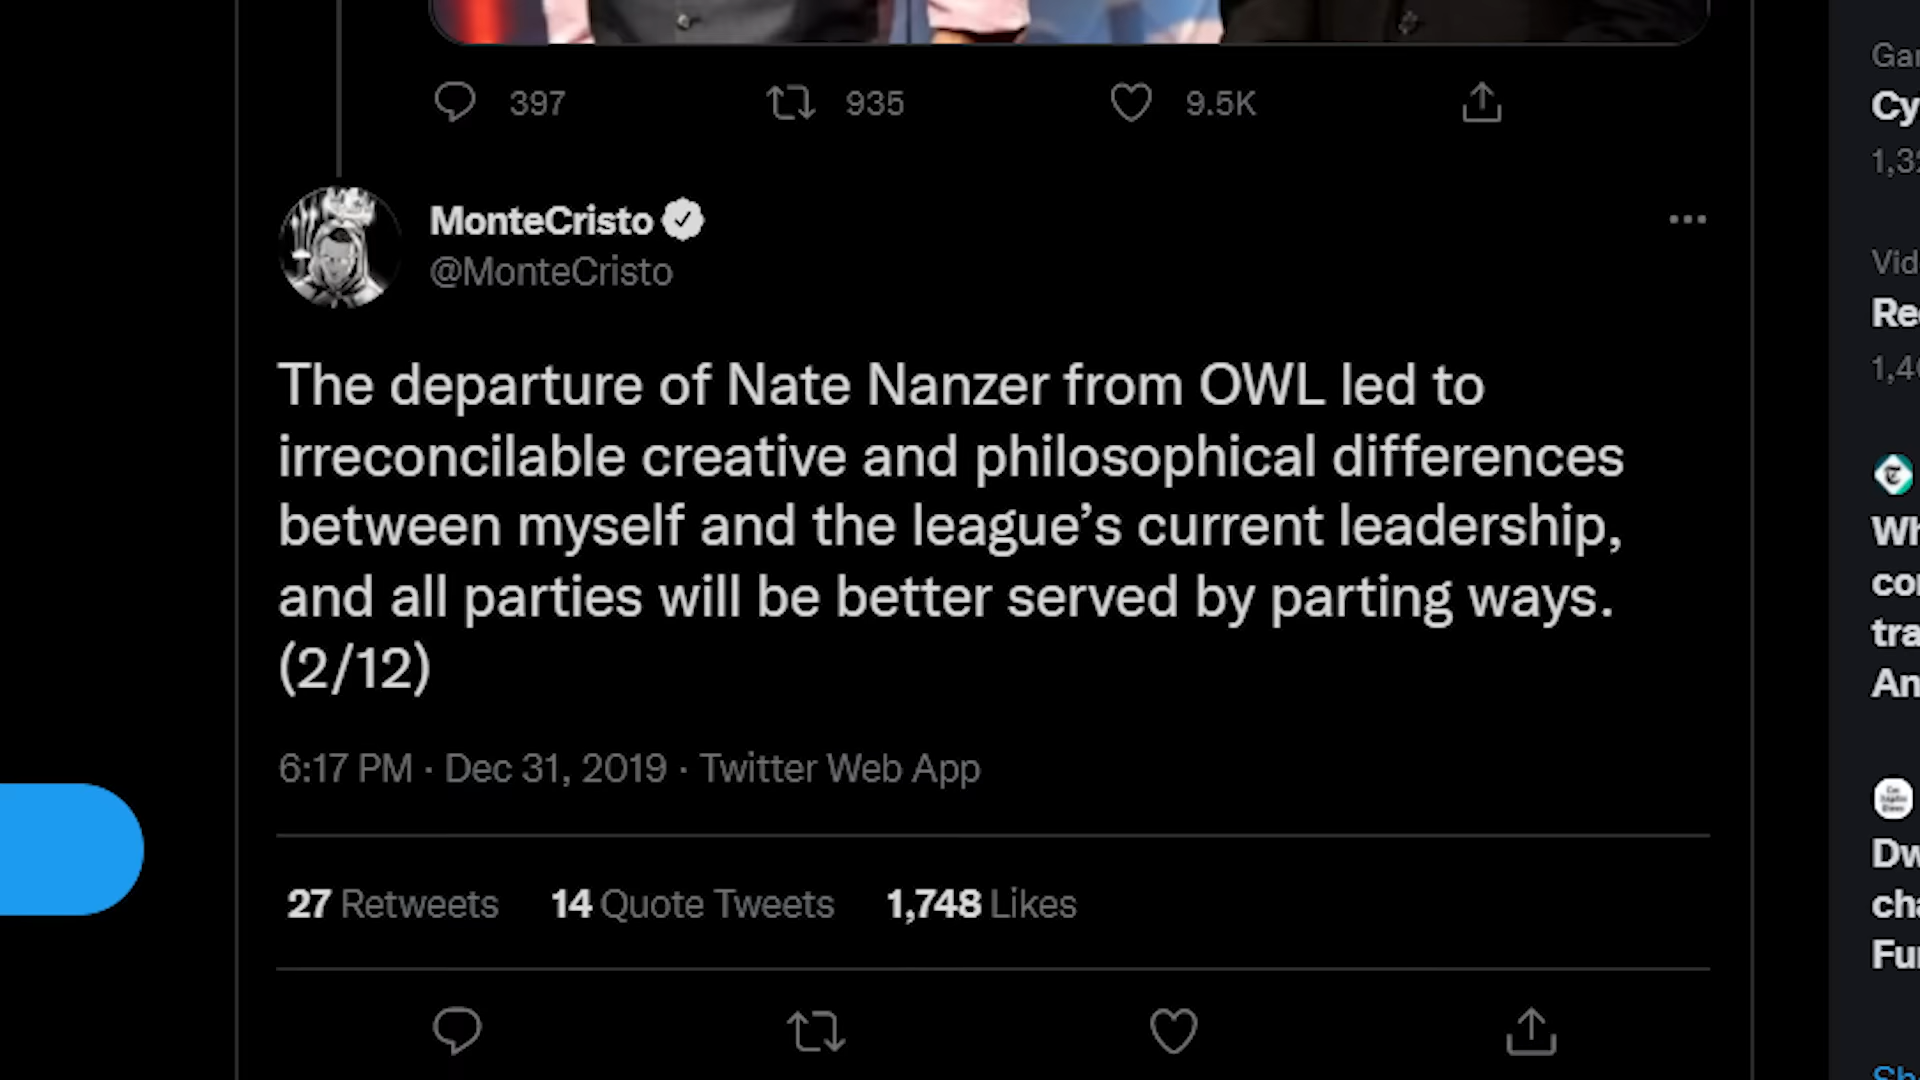 397 935 9.5K
MonteCristo
@MonteCristo
The departure of Nate Nanzer from OWL led to
irreconcilable creative and philosophical differences
between myself and the league’s current leadership,
and all parties will be better served by parting ways.
(2/12)
6:17 PM · Dec 31, 2019 · Twitter Web App
27 Retweets 14 Quote Tweets 1,748 Likes